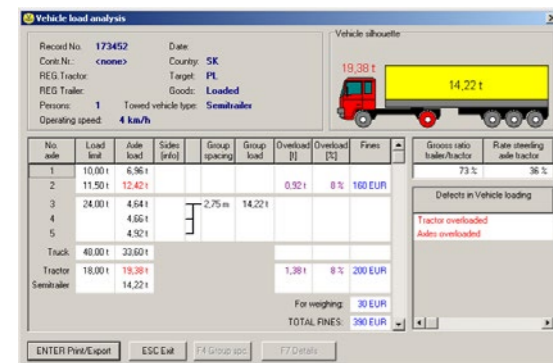 Vehicle load analysis
Record No. 173452 Date:
Contr.Nr.: <none> Country: SK
REG.Tractor: Target: PL
REG Trailer: Goods: Loaded
Persons: 1 Towed vehicle type: Semitrailer
Operating speed: 4 km/h
Vehicle silhouette
19,38 t
14,22 t
No. axle Load limit Axle load Sides [info] Group spacing Group load Overload [t] Overload [%] Fines
1 10,00 t 6,96 t
2 11,50 t 12,42 t 0,92 t 8 % 160 EUR
3 24,00 t 4,64 t 2,75 m 14,22 t
4 4,66 t
5 4,92 t
Truck 40,00 t 33,60 t
Tractor 18,00 t 19,38 t 1,38 t 8 % 200 EUR
Semitrailer 14,22 t
For weighing: 30 EUR
TOTAL FINES: 390 EUR
Grooss ratio trailer/tractor Rate steering axle tractor
73 % 36 %
Defects in Vehicle loading
Tractor overloaded
Axles overloaded
ENTER Print/Export ESC Exit F4 Group spc. F7 Details